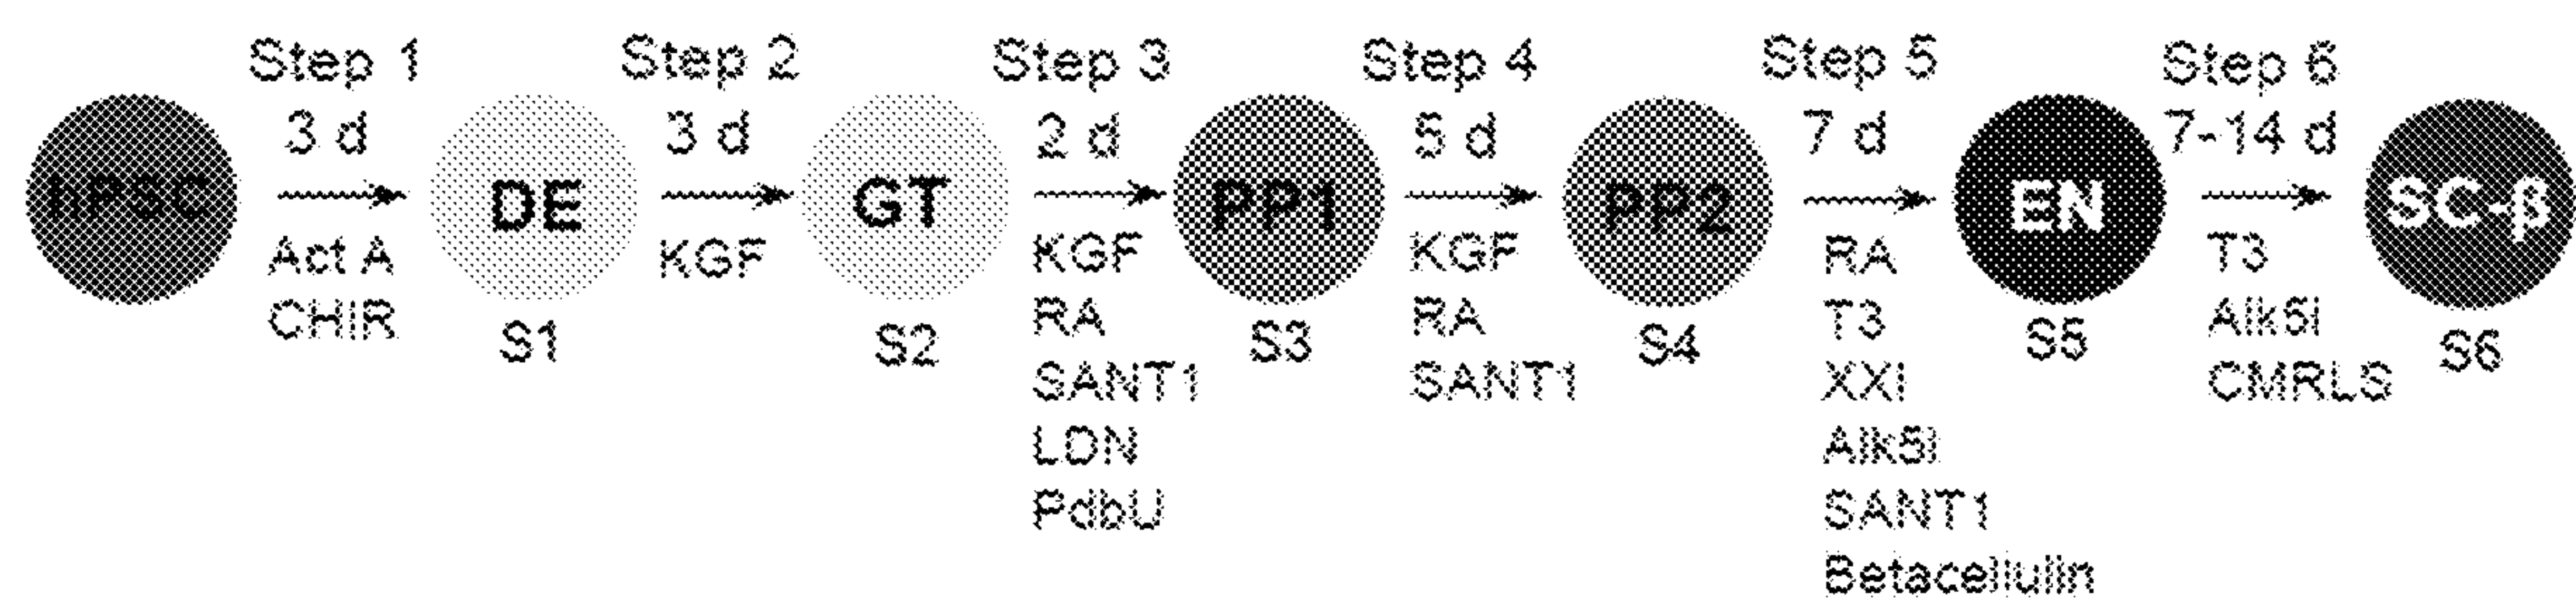 Step 1
Step 2
Step 3
Step 4
Step 5
Step 6
3 d
3 d
2 d
5 d
7 d
7-14 d
hPSC
DE
GT
PP1
PP2
EN
SC-β
Act A
CHIR
KGF
KGF
RA
SANT1
LDN
PdbU
KGF
RA
SANT1
RA
T3
XXI
Alk5i
SANT1
Betacellulin
T3
Alk5i
CMRLS
S1
S2
S3
S4
S5
S6